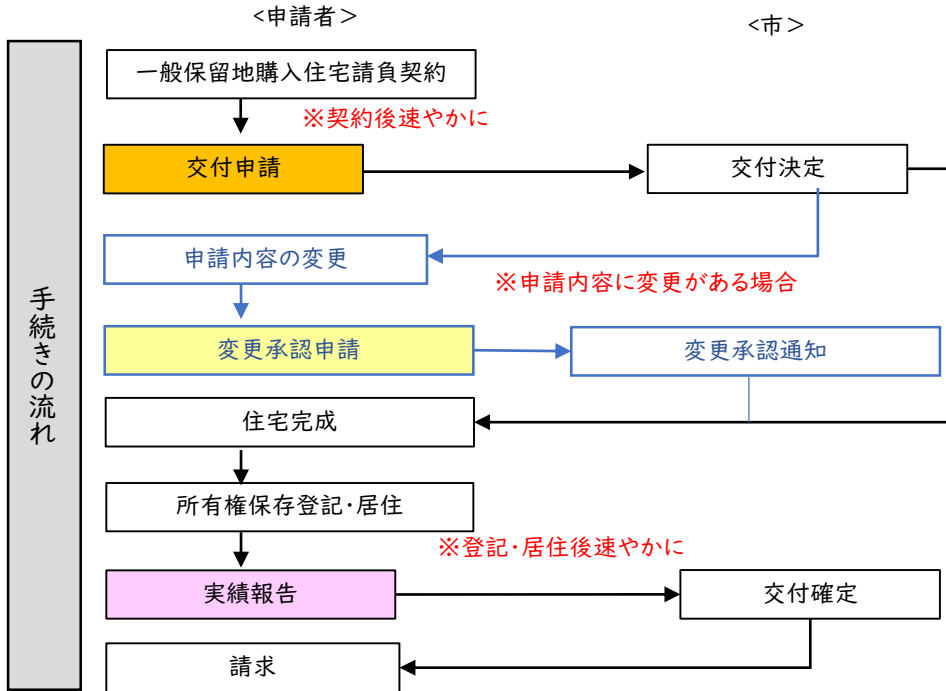 <申請者>
<市>
手続きの流れ
一般保留地購入住宅請負契約
※契約後速やかに
交付申請
交付決定
申請内容の変更
※申請内容に変更がある場合
変更承認申請
変更承認通知
住宅完成
所有権保存登記・居住
※登記・居住後速やかに
実績報告
交付確定
請求